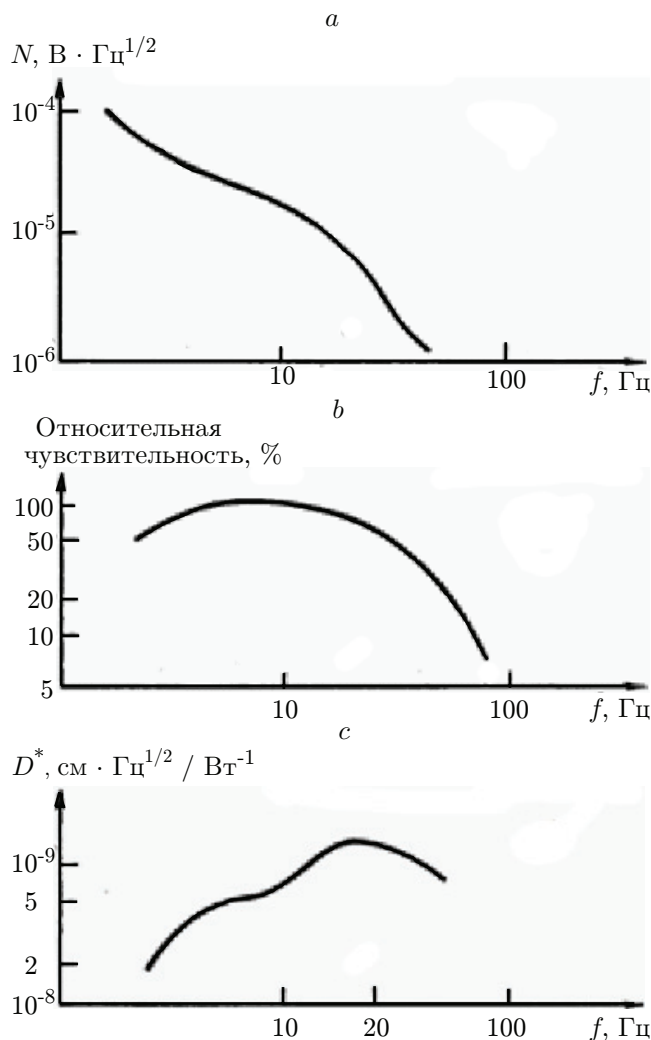 a
N, В · Гц^1/2
10^-4
10^-5
10^-6
10 100 f, Гц
b
Относительная
чувствительность, %
100
50
20
10
5
10 100 f, Гц
c
D*, см · Гц^1/2 / Вт^-1
10^-9
5
2
10^-8
10 20 100 f, Гц